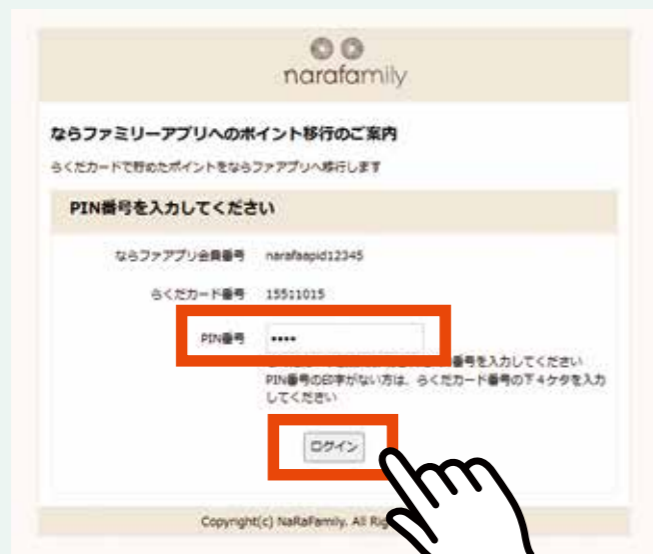 narafamily
ならファミリーアプリへのポイント移行のご案内
らくだカードで貯めたポイントをならファアプリへ移行します
PIN番号を入力してください
ならファアプリ会員番号 narafaapid12345
らくだカード番号 15511015
PIN番号 ••••
番号を入力してください
PIN番号の印字がない方は、らくだカード番号の下4ケタを入力
してください
ログイン
Copyright(c) NaRaFamily. All